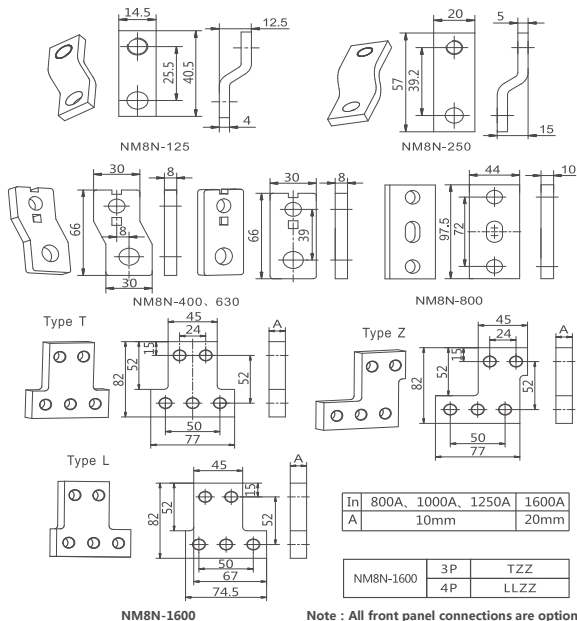 14.5
12.5
25.5
40.5
4
NM8N-125
20
5
57
39.2
15
NM8N-250
30
8
66
8
30
30
8
66
39
NM8N-400、630
44
10
97.5
72
NM8N-800
Type T
45
24
A
15
52
82
52
50
77
Type Z
45
24
A
15
52
82
52
50
77
Type L
45
A
15
52
82
52
50
67
74.5
In 800A、1000A、1250A 1600A
A 10mm 20mm
NM8N-1600 3P TZZ
4P LLZZ
NM8N-1600
Note : All front panel connections are option